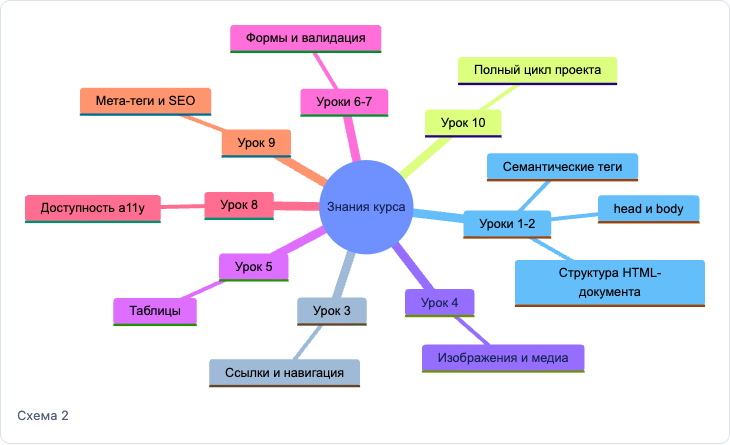 Формы и валидация
Полный цикл проекта
Мета-теги и SEO
Уроки 6-7
Урок 10
Урок 9
Семантические теги
Доступность a11y
Урок 8
Знания курса
head и body
Уроки 1-2
Урок 5
Структура HTML-
документа
Таблицы
Урок 3
Урок 4
Ссылки и навигация
Изображения и медиа
Схема 2